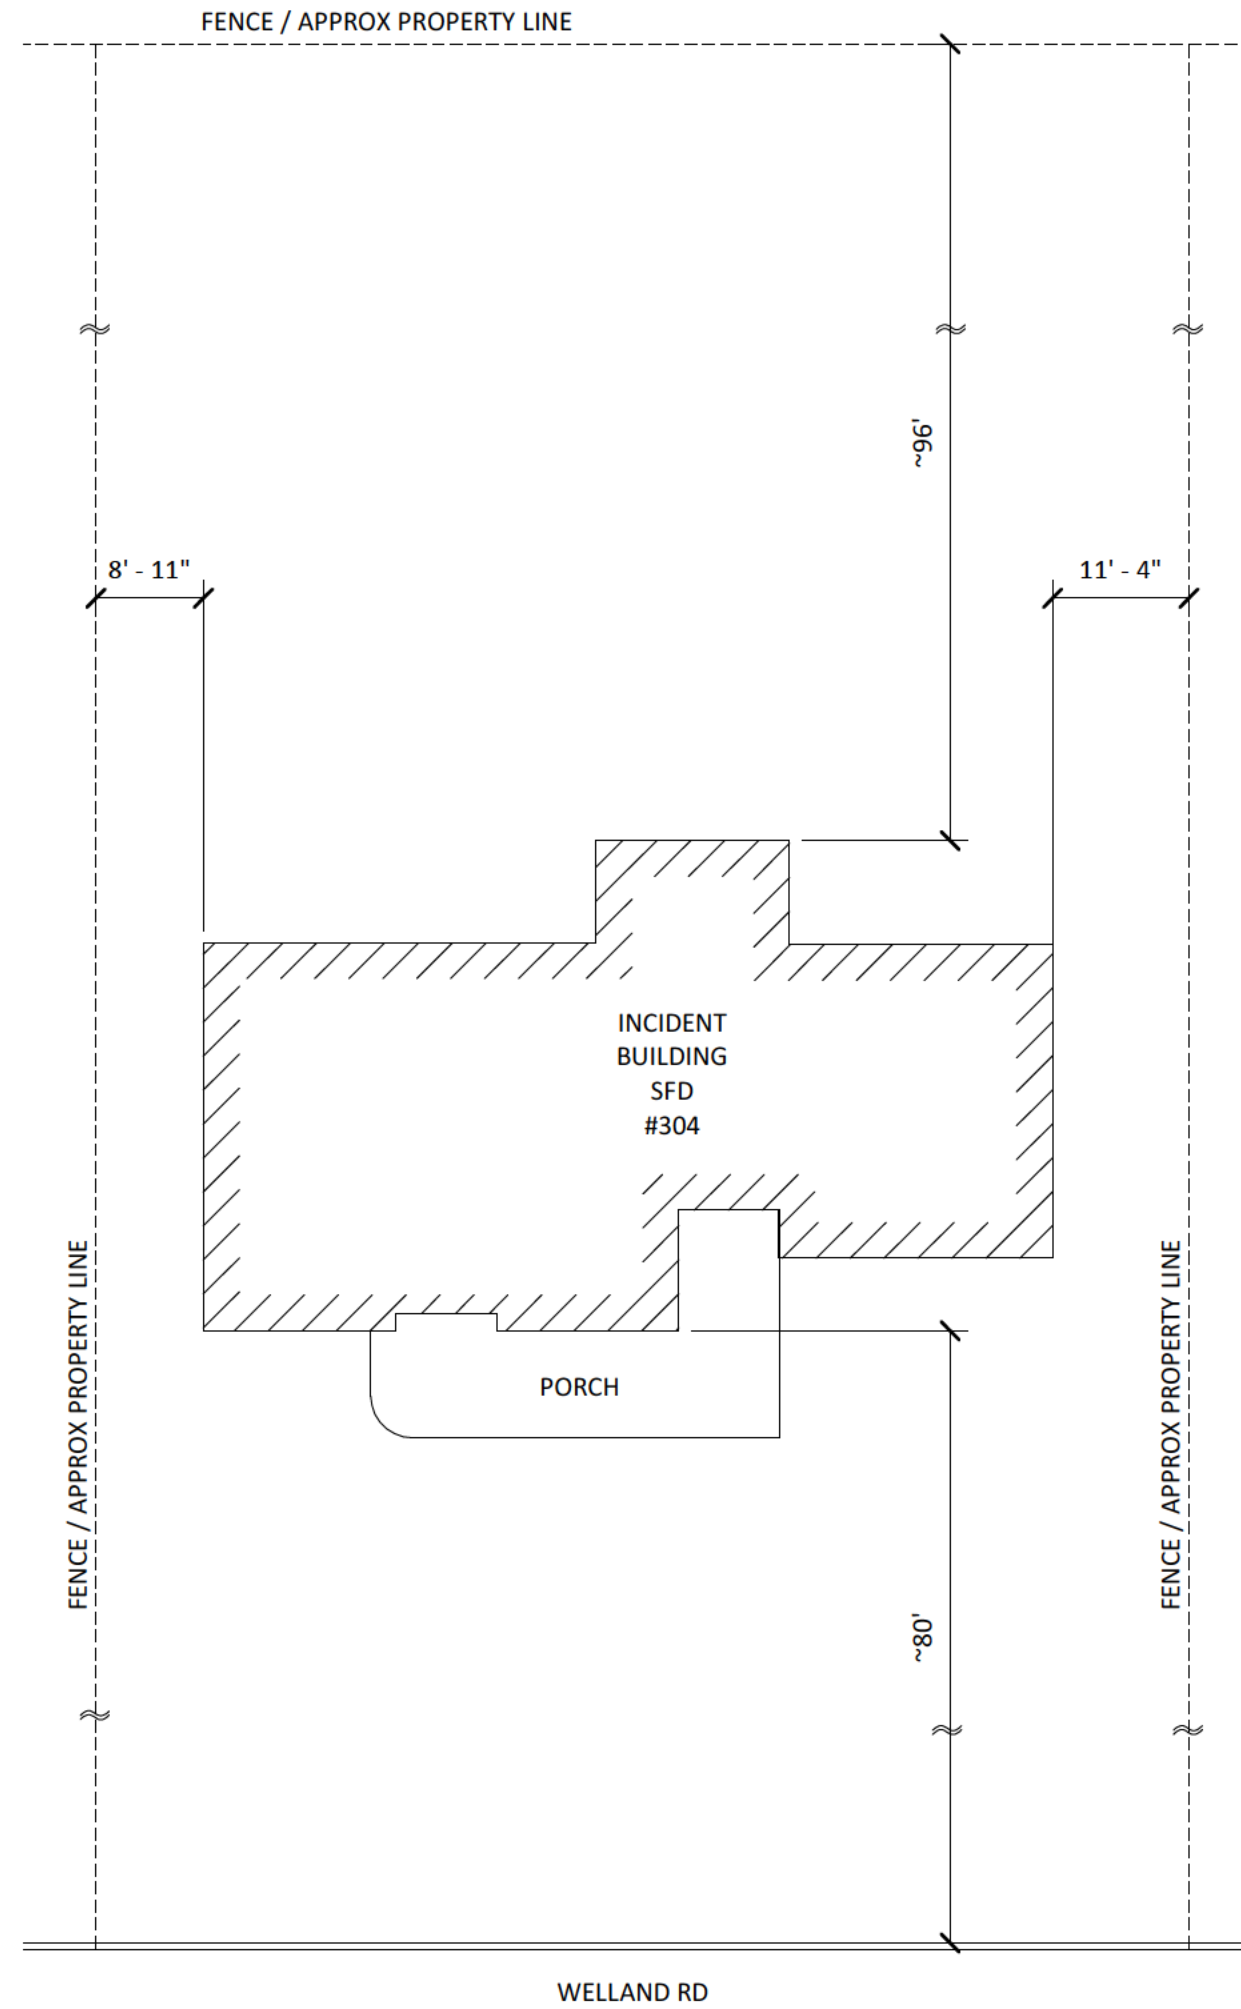 FENCE / APPROX PROPERTY LINE
~96'
8' - 11"
11' - 4"
INCIDENT
BUILDING
SFD
#304
FENCE / APPROX PROPERTY LINE
FENCE / APPROX PROPERTY LINE
PORCH
~80'
WELLAND RD